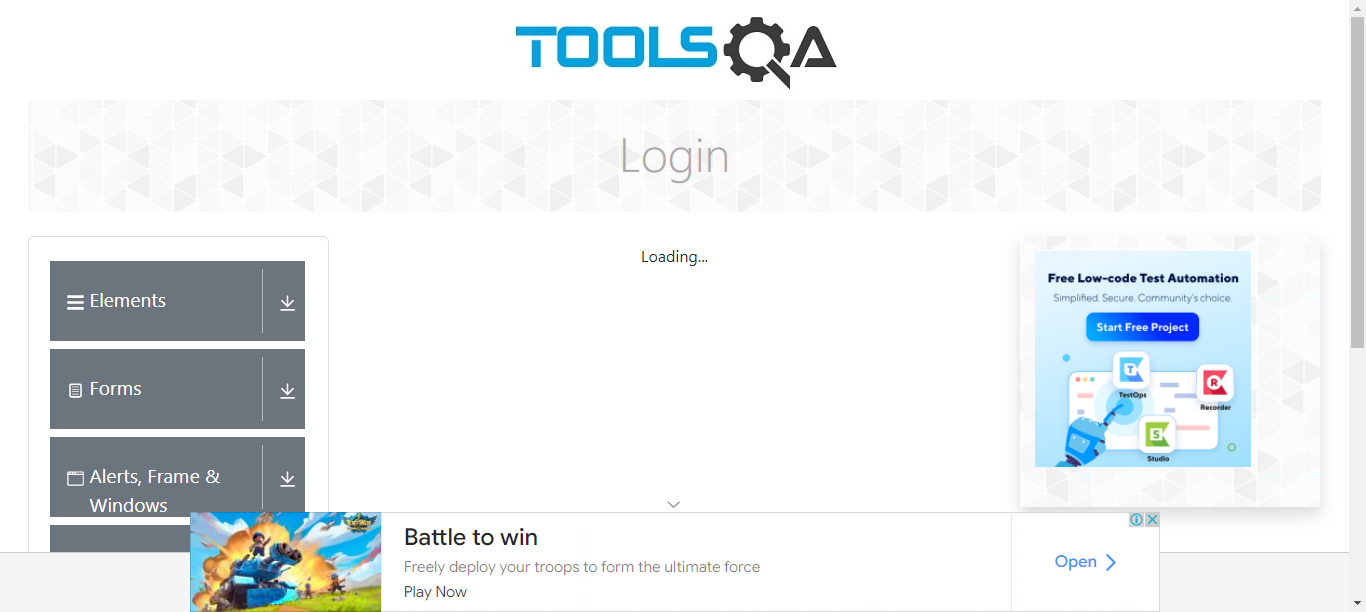 TOOLSQA
Login
Elements
Forms
Alerts, Frame &
Windows
Loading...
Free Low-code Test Automation
Simplified. Secure. Community's choice.
Start Free Project
TestOps
Recorder
Studio
Battle to win
Freely deploy your troops to form the ultimate force
Play Now
Open